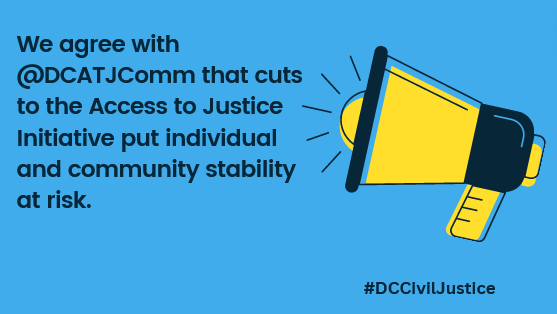 We agree with
@DCATJComm that cuts
to the Access to Justice
Initiative put individual
and community stability
at risk.
#DCCivilJustice